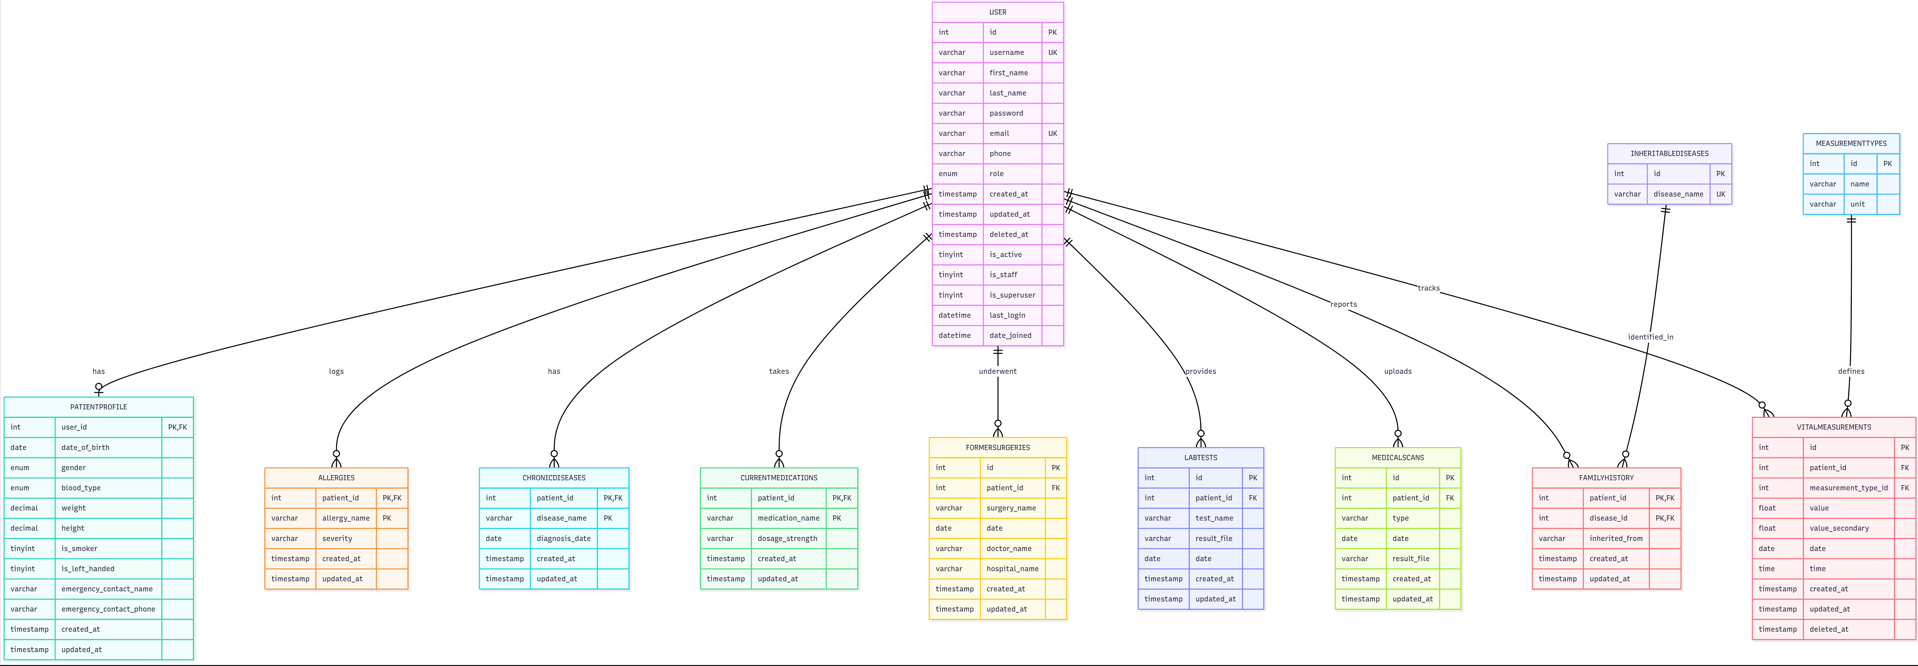 USER
int id PK
varchar username UK
varchar first_name
varchar last_name
varchar password
varchar email UK
varchar phone
enum role
timestamp created_at
timestamp updated_at
timestamp deleted_at
tinyint is_active
tinyint is_staff
tinyint is_superuser
datetime last_login
datetime date_joined
INHERITABLEDISEASES
int id PK
varchar disease_name UK
MEASUREMENTTYPES
int id PK
varchar name
varchar unit
has
logs
has
takes
underwent
provides
uploads
reports
tracks
identified_in
defines
PATIENTPROFILE
int user_id PK,FK
date date_of_birth
enum gender
enum blood_type
decimal weight
decimal height
tinyint is_smoker
tinyint is_left_handed
varchar emergency_contact_name
varchar emergency_contact_phone
timestamp created_at
timestamp updated_at
ALLERGIES
int patient_id PK,FK
varchar allergy_name PK
varchar severity
timestamp created_at
timestamp updated_at
CHRONICDISEASES
int patient_id PK,FK
varchar disease_name PK
date diagnosis_date
timestamp created_at
timestamp updated_at
CURRENTMEDICATIONS
int patient_id PK,FK
varchar medication_name PK
varchar dosage_strength
timestamp created_at
timestamp updated_at
FORMERSURGERIES
int id PK
int patient_id FK
varchar surgery_name
date date
varchar doctor_name
varchar hospital_name
timestamp created_at
timestamp updated_at
LABTESTS
int id PK
int patient_id FK
varchar test_name
varchar result_file
date date
timestamp created_at
timestamp updated_at
MEDICALSCANS
int id PK
int patient_id FK
varchar type
date date
varchar result_file
timestamp created_at
timestamp updated_at
FAMILYHISTORY
int patient_id PK,FK
int disease_id PK,FK
varchar inherited_from
timestamp created_at
timestamp updated_at
VITALMEASUREMENTS
int id PK
int patient_id FK
int measurement_type_id FK
float value
float value_secondary
date date
time time
timestamp created_at
timestamp updated_at
timestamp deleted_at